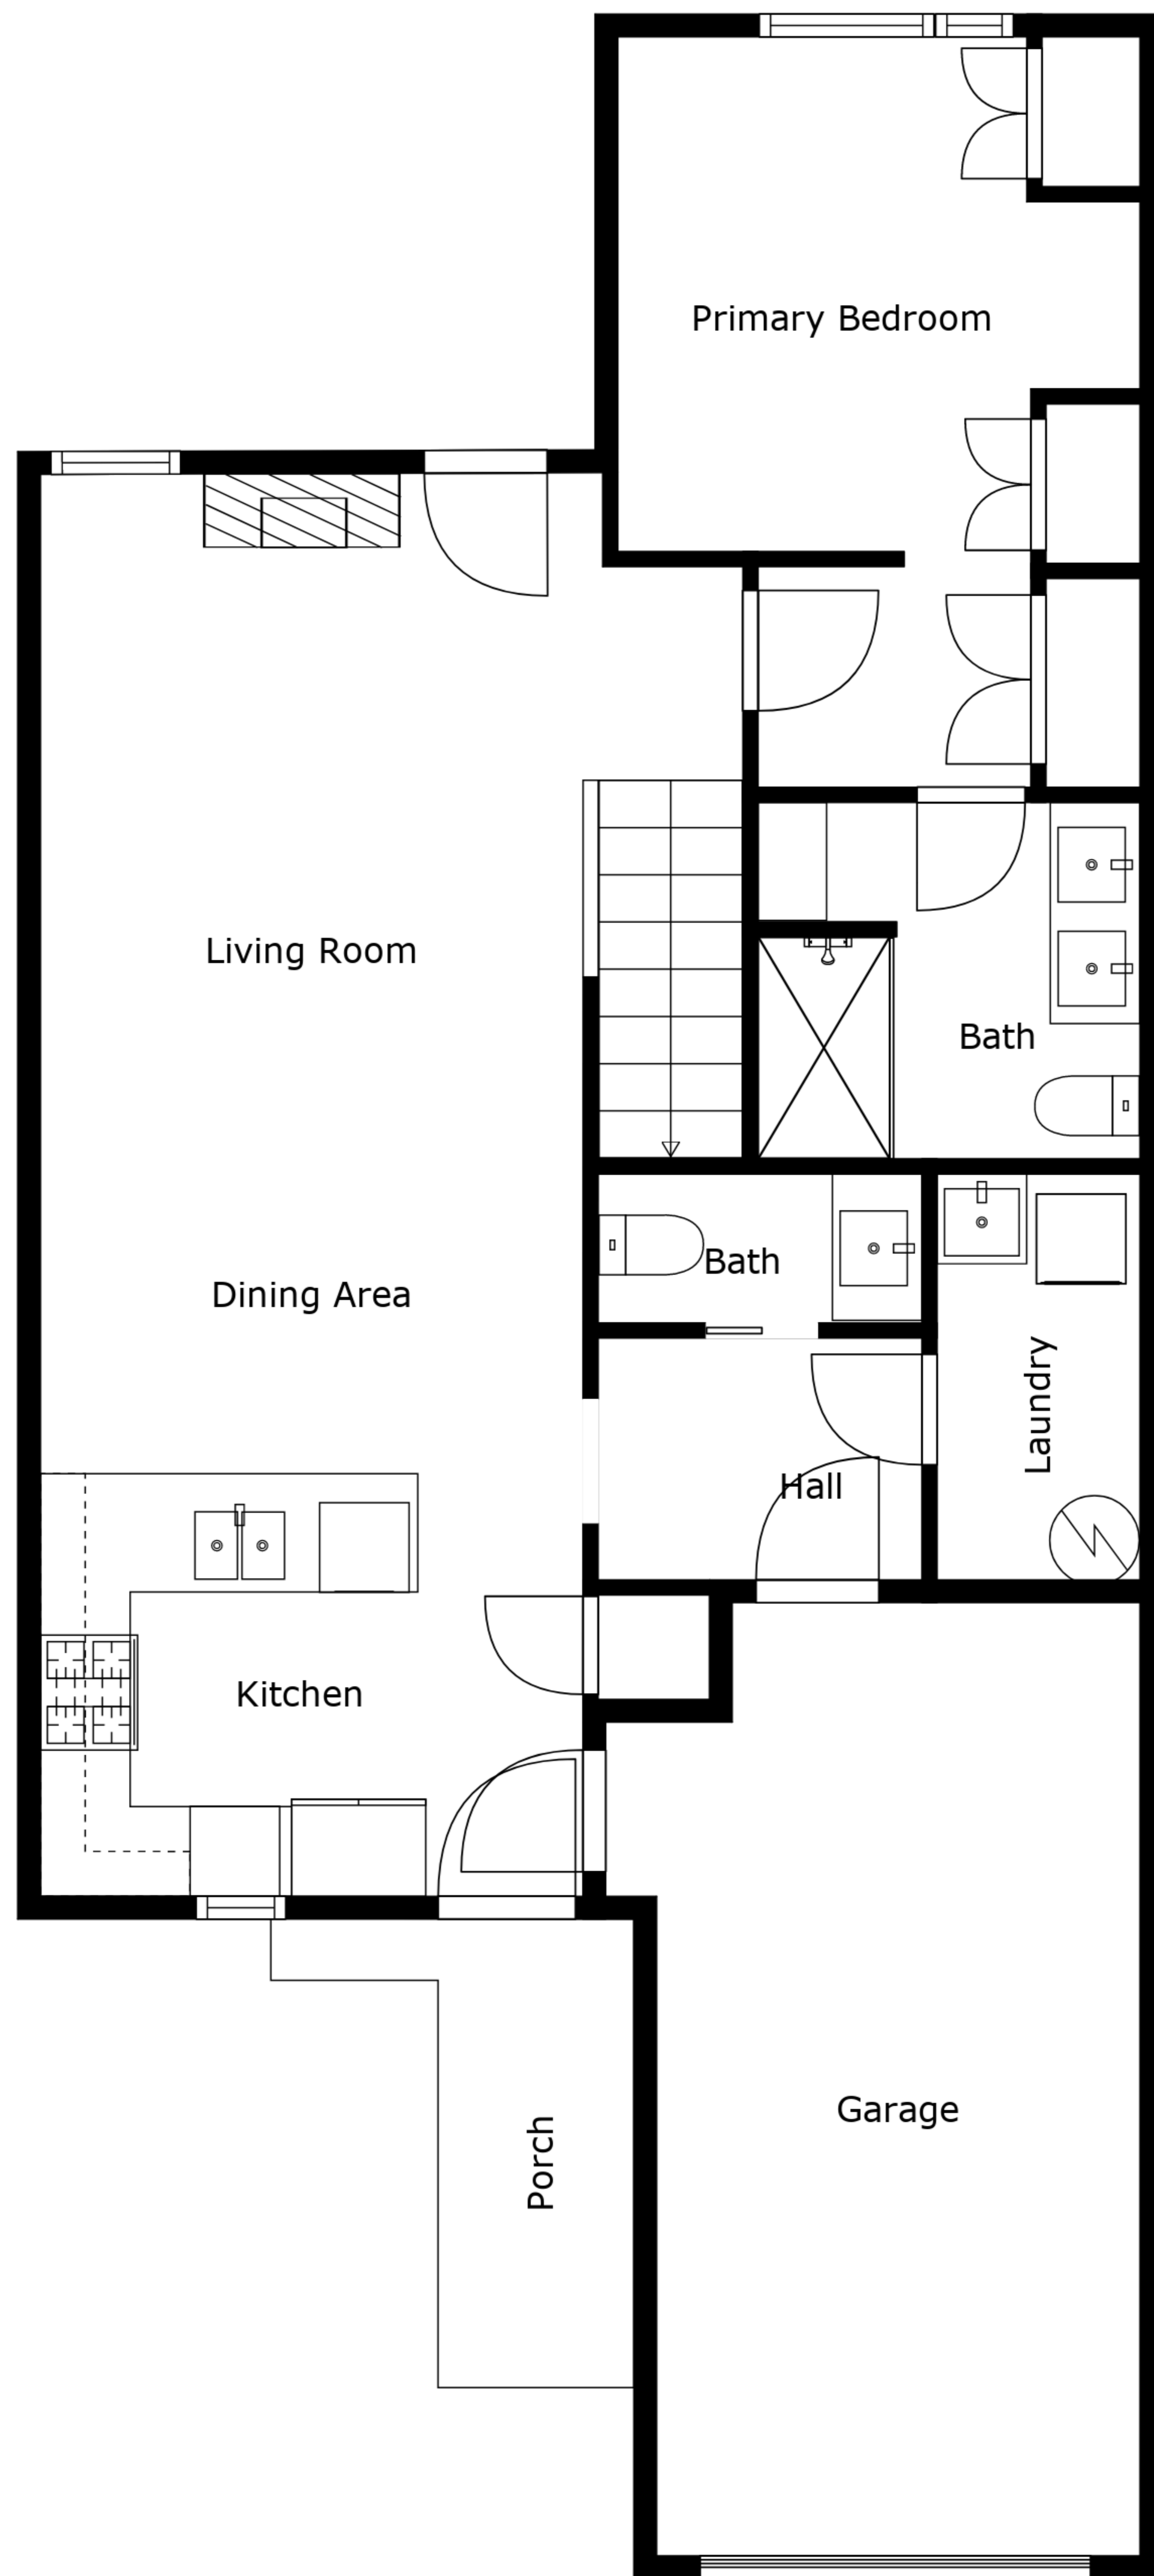 Primary Bedroom
Living Room
Bath
Bath
Dining Area
Laundry
Hall
Kitchen
Garage
Porch